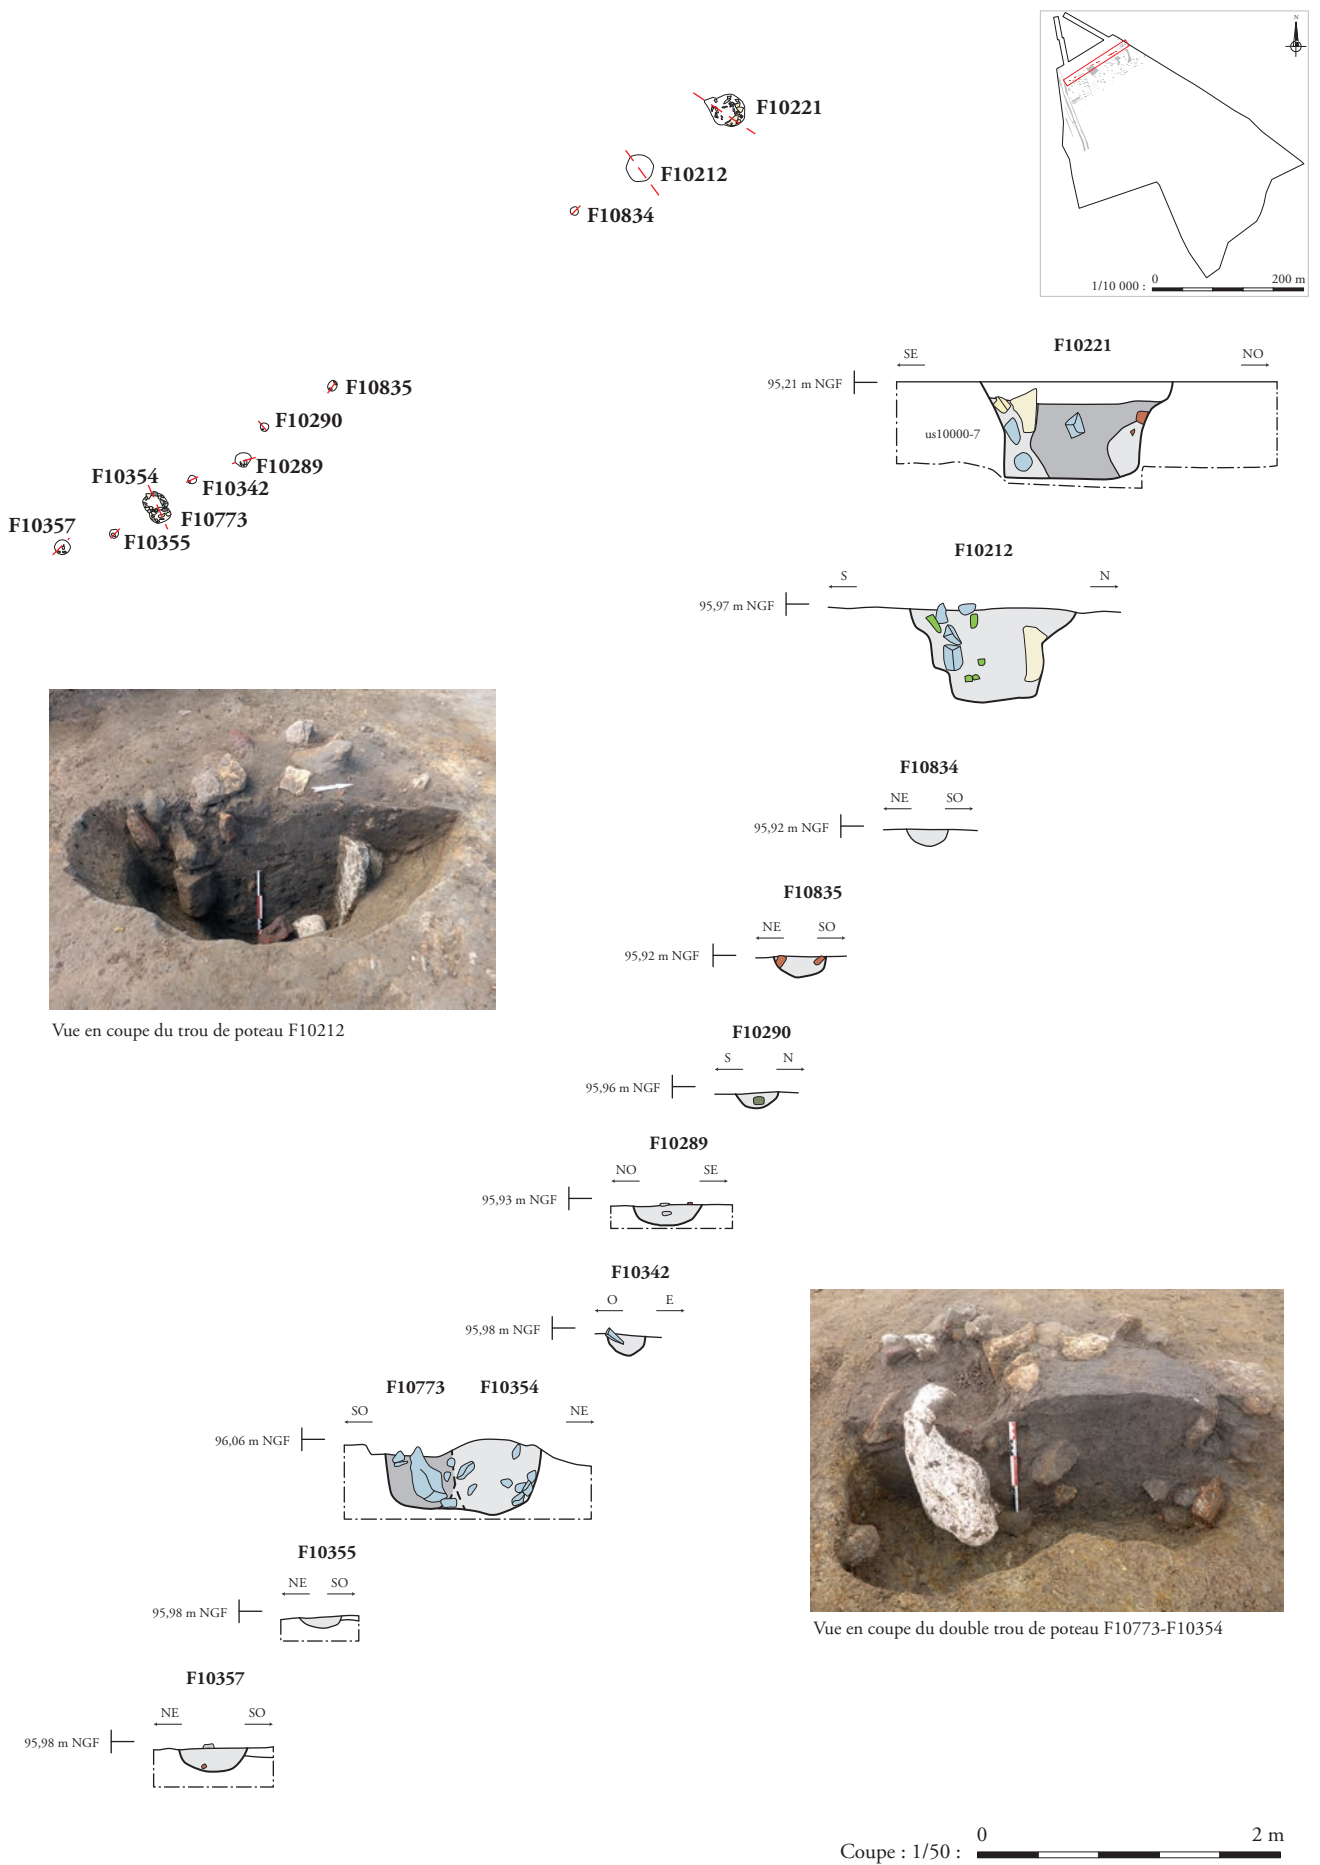 N
F10221
F10212
F10834
1/10 000 :
0
200 m
F10835
F10290
F10289
F10354
F10342
F10773
F10357
F10355
F10221
SE
NO
95,21 m NGF
us10000-7
F10212
S
N
95,97 m NGF
F10834
NE
SO
95,92 m NGF
F10835
NE
SO
95,92 m NGF
Vue en coupe du trou de poteau F10212
F10290
S
N
95,96 m NGF
F10289
NO
SE
95,93 m NGF
F10342
O
E
95,98 m NGF
F10773
F10354
SO
NE
96,06 m NGF
F10355
NE
SO
95,98 m NGF
Vue en coupe du double trou de poteau F10773-F10354
F10357
NE
SO
95,98 m NGF
Coupe : 1/50 :
0
2 m